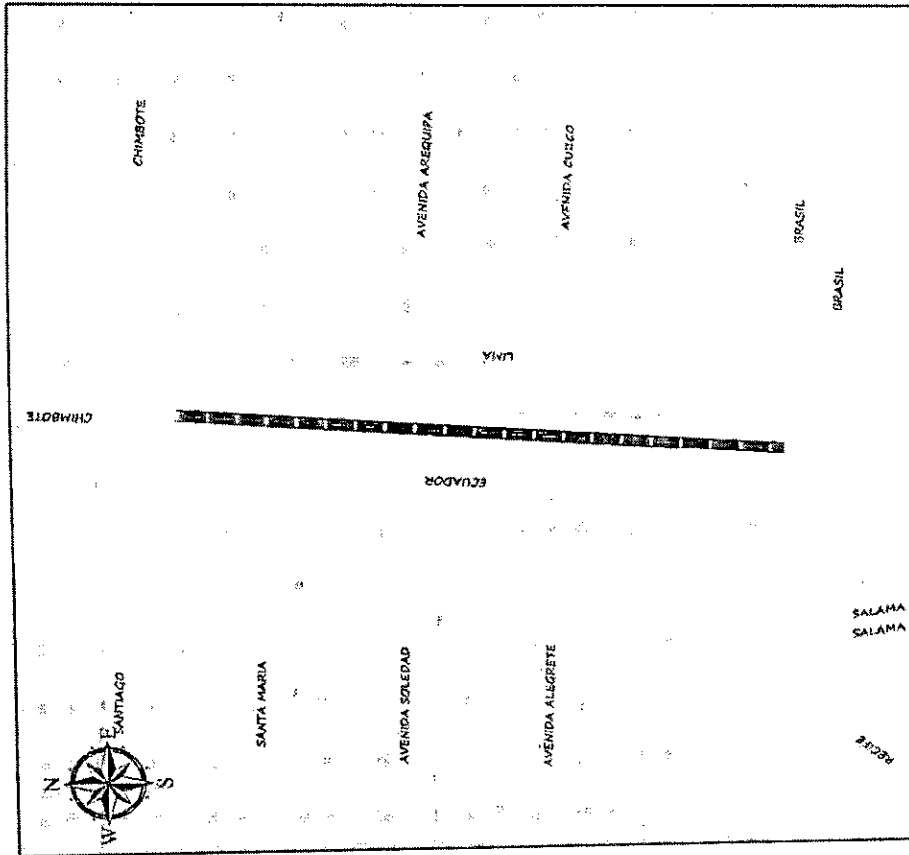 CHIMBOTE
CHIMBOTE
AVENIDA AREQUIPA
AVENIDA CUZCO
BRASIL
BRASIL
LIMA
ECUADOR
SANTIAGO
SANTA MARIA
AVENIDA SOLEDAD
AVENIDA ALEGRETE
SALAMA
SALAMA
RECIFE
N
E
S
W